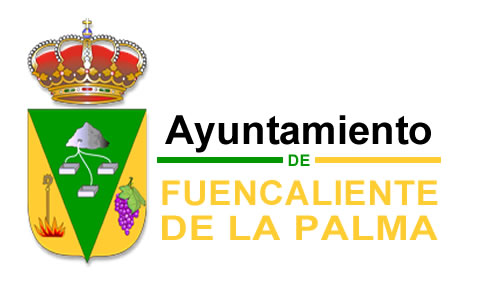 Ayuntamiento
DE
FUENCALIENTE
DE LA PALMA